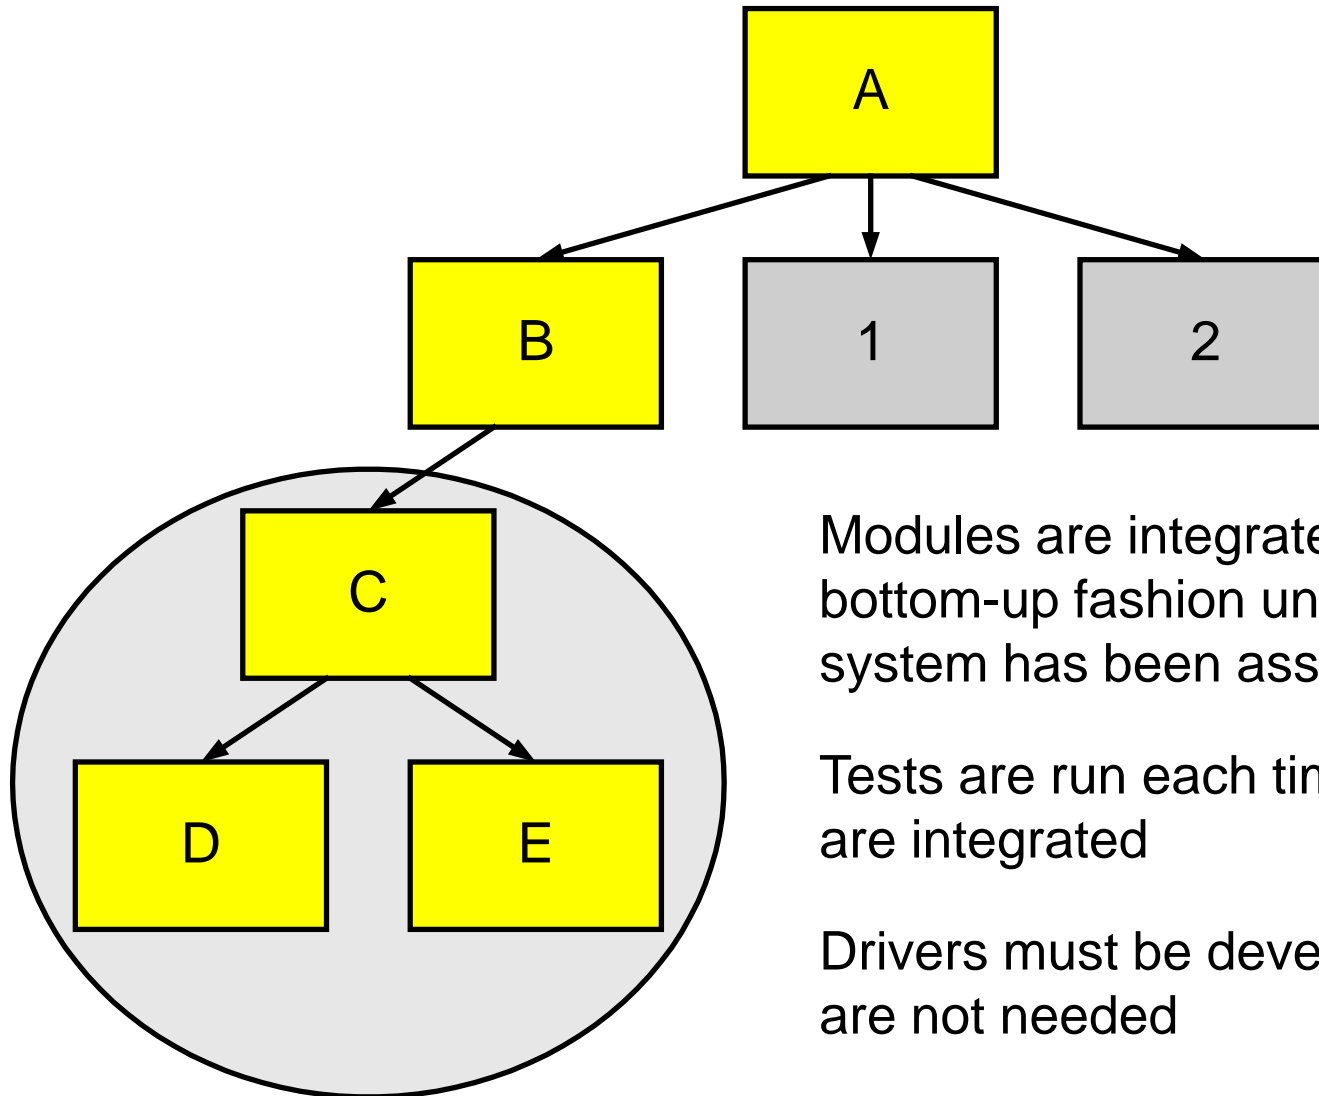 A
B
1
2
C
D
E
Modules are integrate
bottom-up fashion un
system has been ass
Tests are run each tim
are integrated
Drivers must be deve
are not needed